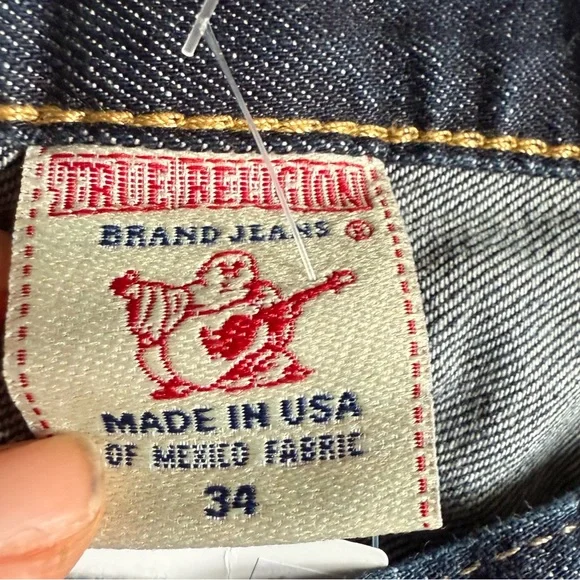 TRUE RELIGION
BRAND JEANS ®
MADE IN USA
OF MEXICO FABRIC
34